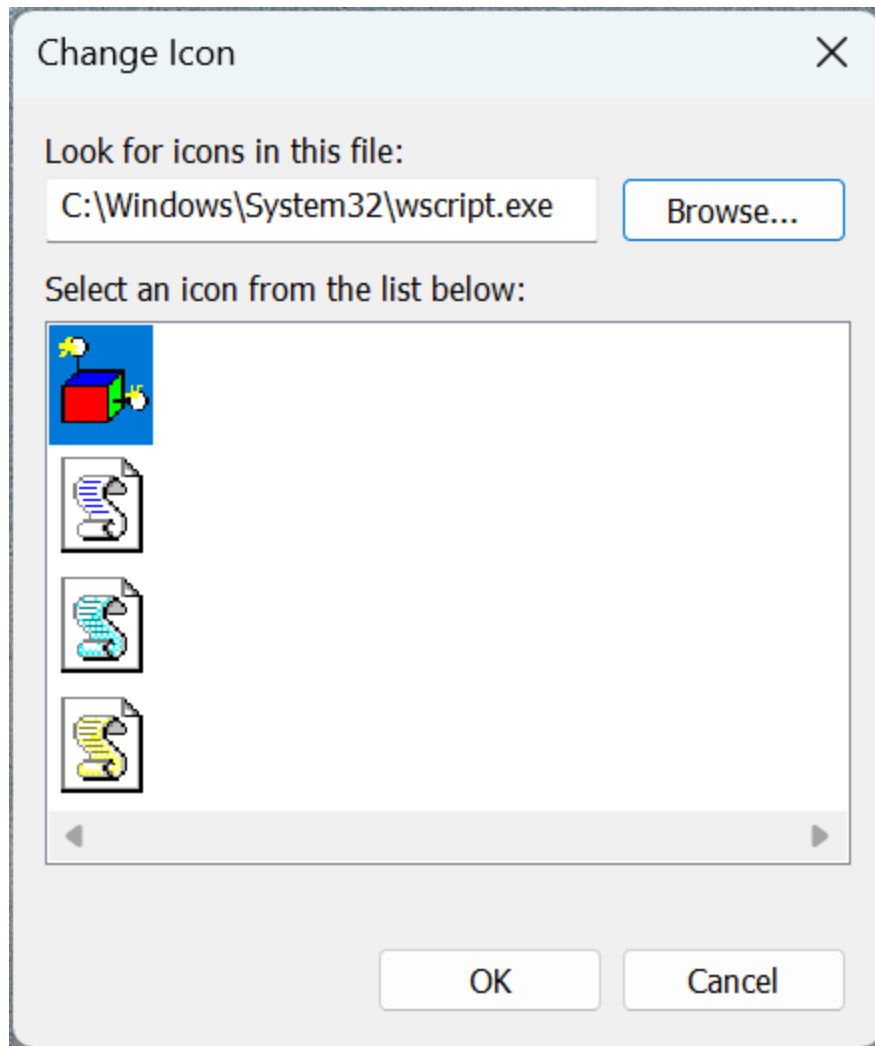 Change Icon
Look for icons in this file:
C:\Windows\System32\wscript.exe
Browse...
Select an icon from the list below:
OK
Cancel